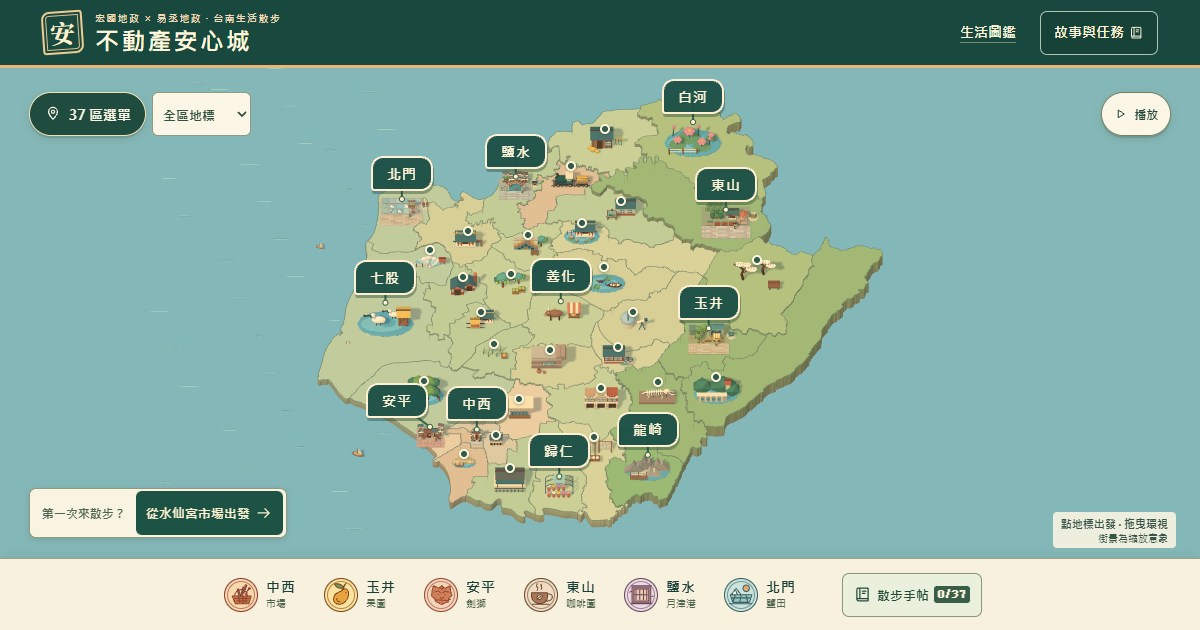 安
宏國地政 × 易丞地政·台南生活散步
不動產安心城
生活圖鑑
故事與任務
37 區選單
全區地標
播放
白河
鹽水
北門
東山
七股
善化
玉井
安平
中西
龍崎
歸仁
第一次來散步？
從水仙宮市場出發 →
點地標出發·拖曳環視
街景為縮放意象
中西
市場
玉井
果園
安平
劍獅
東山
咖啡園
鹽水
月津港
北門
鹽田
散步手帖 0/37